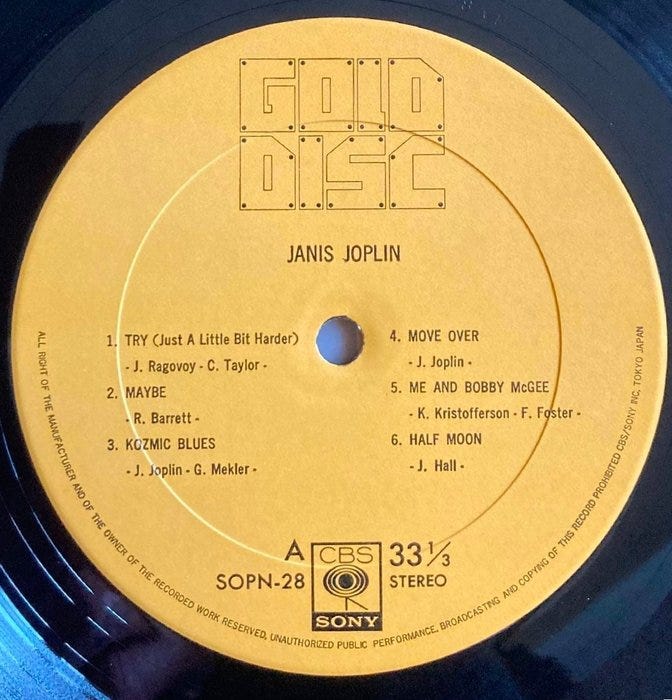 GOLD
DISC
JANIS JOPLIN
1. TRY (Just A Little Bit Harder)
- J. Ragovoy - C. Taylor -
2. MAYBE
- R. Barrett -
3. KOZMIC BLUES
- J. Joplin - G. Mekler -
4. MOVE OVER
- J. Joplin -
5. ME AND BOBBY McGEE
- K. Kristofferson - F. Foster -
6. HALF MOON
- J. Hall -
A
SOPN-28
CBS
SONY
33 1/3
STEREO
ALL RIGHT OF THE MANUFACTURER AND OF THE OWNER OF THE RECORDED WORK RESERVED, UNAUTHORIZED PUBLIC PERFORMANCE, BROADCASTING AND COPYING OF THIS RECORD PROHIBITED CBS/SONY INC, TOKYO JAPAN